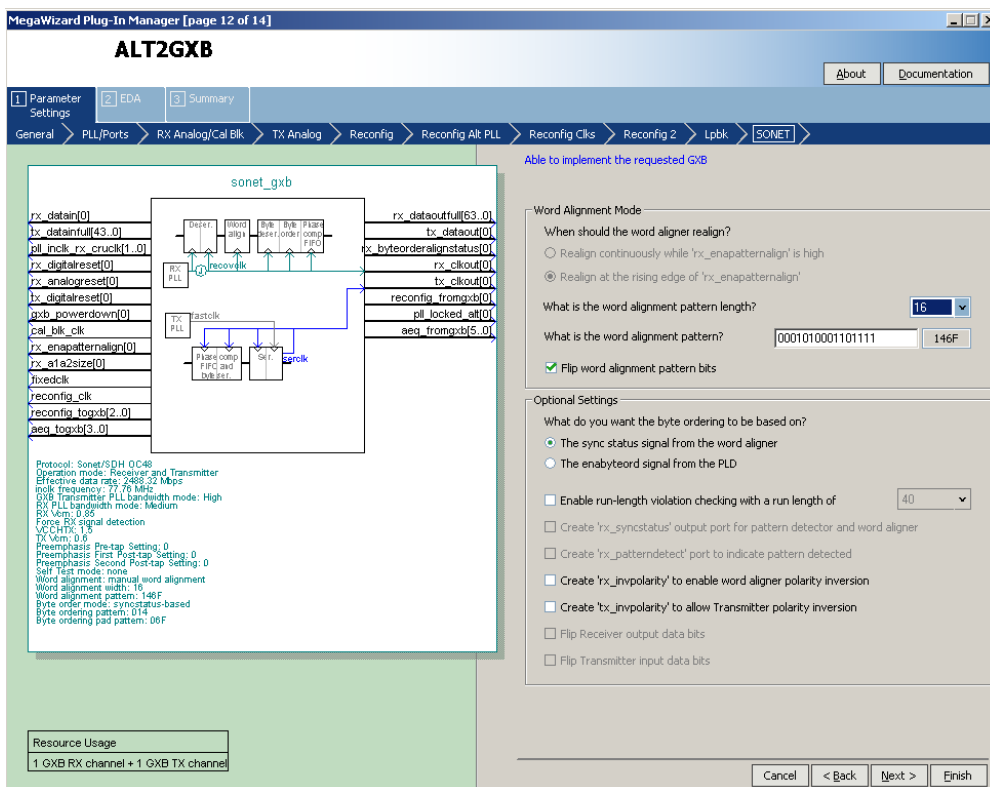 MegaWizard Plug-In Manager [page 12 of 14]
ALT2GXB
About
Documentation
1 Parameter Settings
2 EDA
3 Summary
General
PLL/Ports
RX Analog/Cal Blk
TX Analog
Reconfig
Reconfig Alt PLL
Reconfig Clks
Reconfig 2
Lpbk
SONET
sonet_gxb
rx_datain[0]
tx_datainfull[43..0]
pll_inclk_rx_cruclk[1..0]
rx_digitalreset[0]
rx_analogreset[0]
tx_digitalreset[0]
gxb_powerdown[0]
cal_blk_clk
rx_enapatternalign[0]
rx_a1a2size[0]
fixedclk
reconfig_clk
reconfig_togxb[2..0]
aeq_togxb[3..0]
Deser.
Word align
Byte deser.
Byte order
Phase comp FIFO
RX PLL
recovclk
TX PLL
fastclk
Phase comp FIFO and byte ser.
Ser.
serclk
rx_dataoutfull[63..0]
tx_dataout[0]
rx_byteorderalignstatus[0]
rx_clkout[0]
tx_clkout[0]
reconfig_fromgxb[0]
pll_locked_alt[0]
aeq_fromgxb[5..0]
Protocol: Sonet/SDH OC48
Operation mode: Receiver and Transmitter
Effective data rate: 2488.32 Mbps
inclk frequency: 77.76 MHz
GXB Transmitter PLL bandwidth mode: High
RX PLL bandwidth mode: Medium
RX Vcm: 0.85
Force RX signal detection
VCCHTX: 1.5
TX Vcm: 0.6
Preemphasis Pre-tap Setting: 0
Preemphasis First Post-tap Setting: 0
Preemphasis Second Post-tap Setting: 0
Self Test mode: none
Word alignment: manual word alignment
Word alignment width: 16
Word alignment pattern: 146F
Byte order mode: syncstatus-based
Byte ordering pattern: 014
Byte ordering pad pattern: 06F
Resource Usage
1 GXB RX channel + 1 GXB TX channel
Able to implement the requested GXB
Word Alignment Mode
When should the word aligner realign?
Realign continuously while 'rx_enapatternalign' is high
Realign at the rising edge of 'rx_enapatternalign'
What is the word alignment pattern length?
16
What is the word alignment pattern?
0001010001101111
146F
Flip word alignment pattern bits
Optional Settings
What do you want the byte ordering to be based on?
The sync status signal from the word aligner
The enabyteord signal from the PLD
Enable run-length violation checking with a run length of
40
Create 'rx_syncstatus' output port for pattern detector and word aligner
Create 'rx_patterndetect' port to indicate pattern detected
Create 'rx_invpolarity' to enable word aligner polarity inversion
Create 'tx_invpolarity' to allow Transmitter polarity inversion
Flip Receiver output data bits
Flip Transmitter input data bits
Cancel
< Back
Next >
Finish